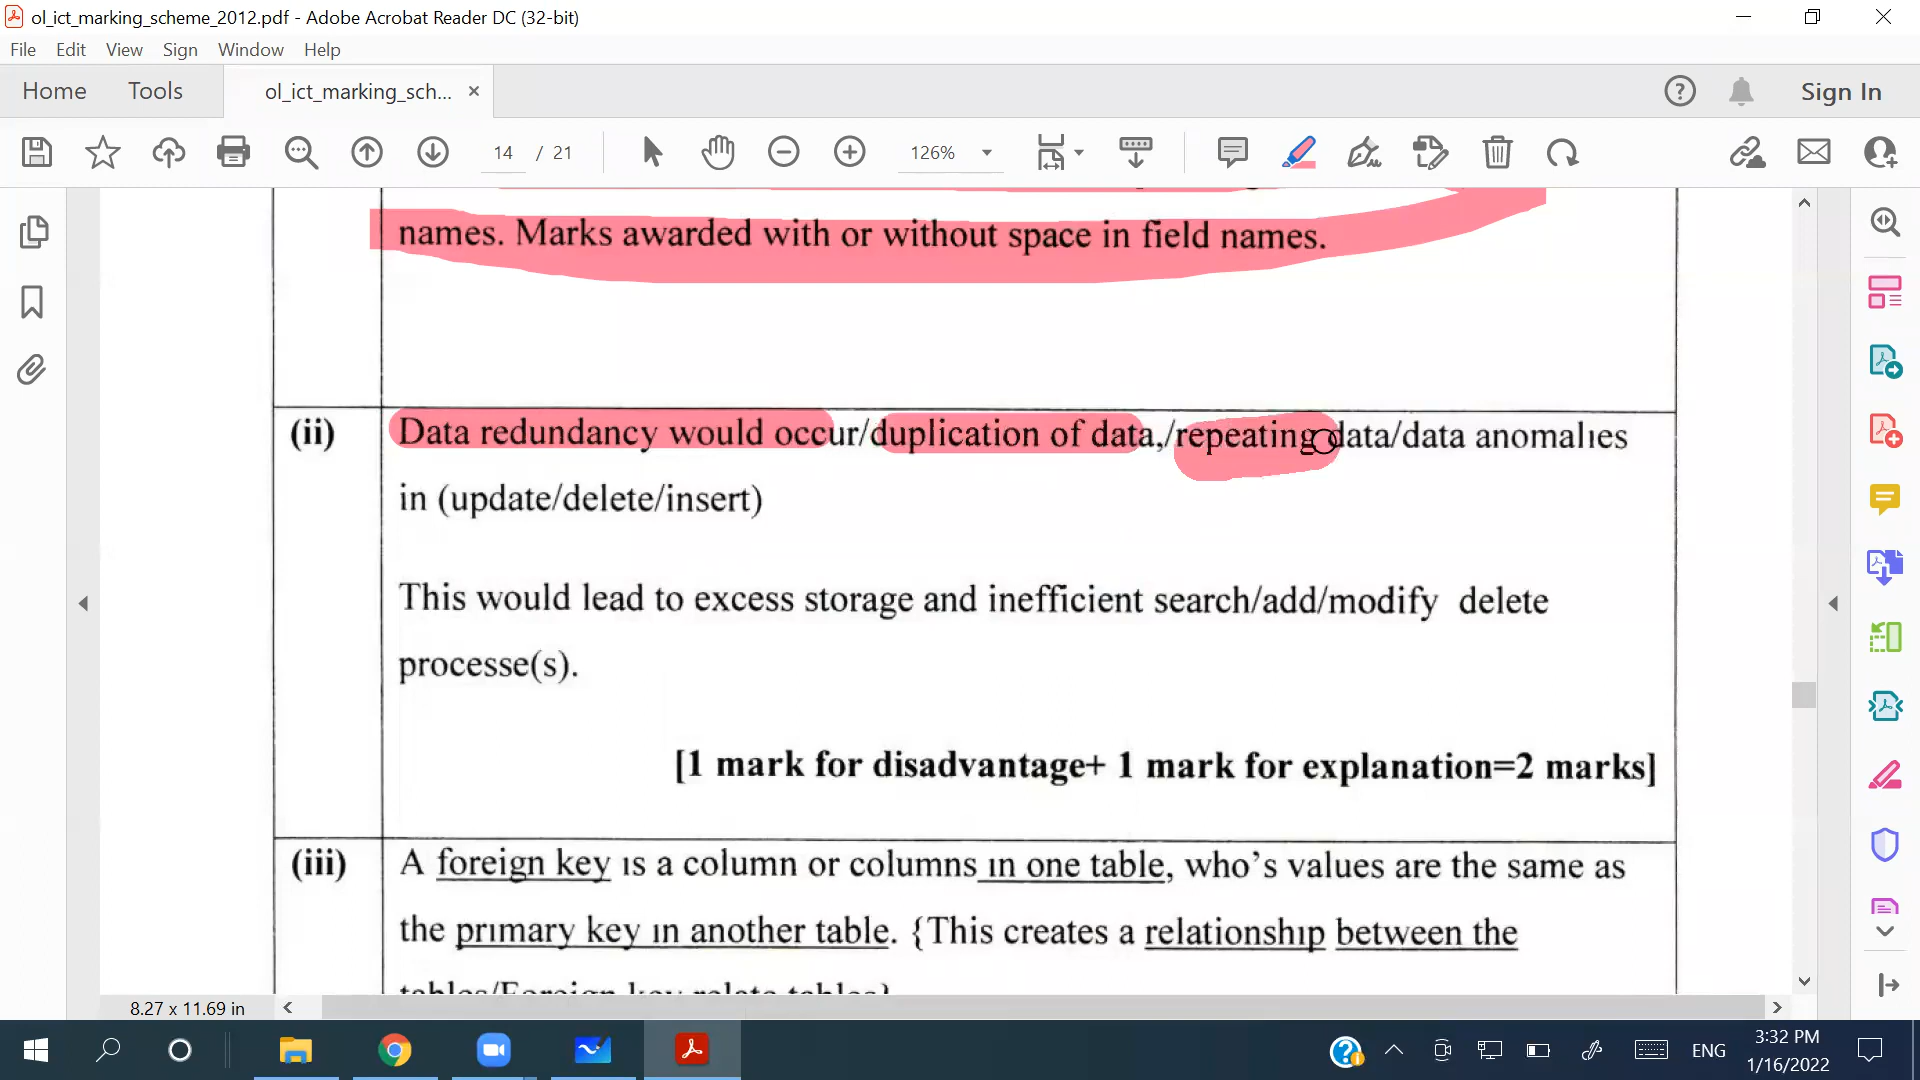 ol_ict_marking_scheme_2012.pdf - Adobe Acrobat Reader DC (32-bit)
File Edit View Sign Window Help
Home Tools ol_ict_marking_sch... × Sign In
14 / 21 126%
names. Marks awarded with or without space in field names.
(ii) Data redundancy would occur/duplication of data,/repeating data/data anomalies
in (update/delete/insert)
This would lead to excess storage and inefficient search/add/modify delete
processe(s).
[1 mark for disadvantage+ 1 mark for explanation=2 marks]
(iii) A foreign key is a column or columns in one table, who's values are the same as
the primary key in another table. {This creates a relationship between the
tables/Foreign key relate tables}
8.27 x 11.69 in
ENG
3:32 PM
1/16/2022